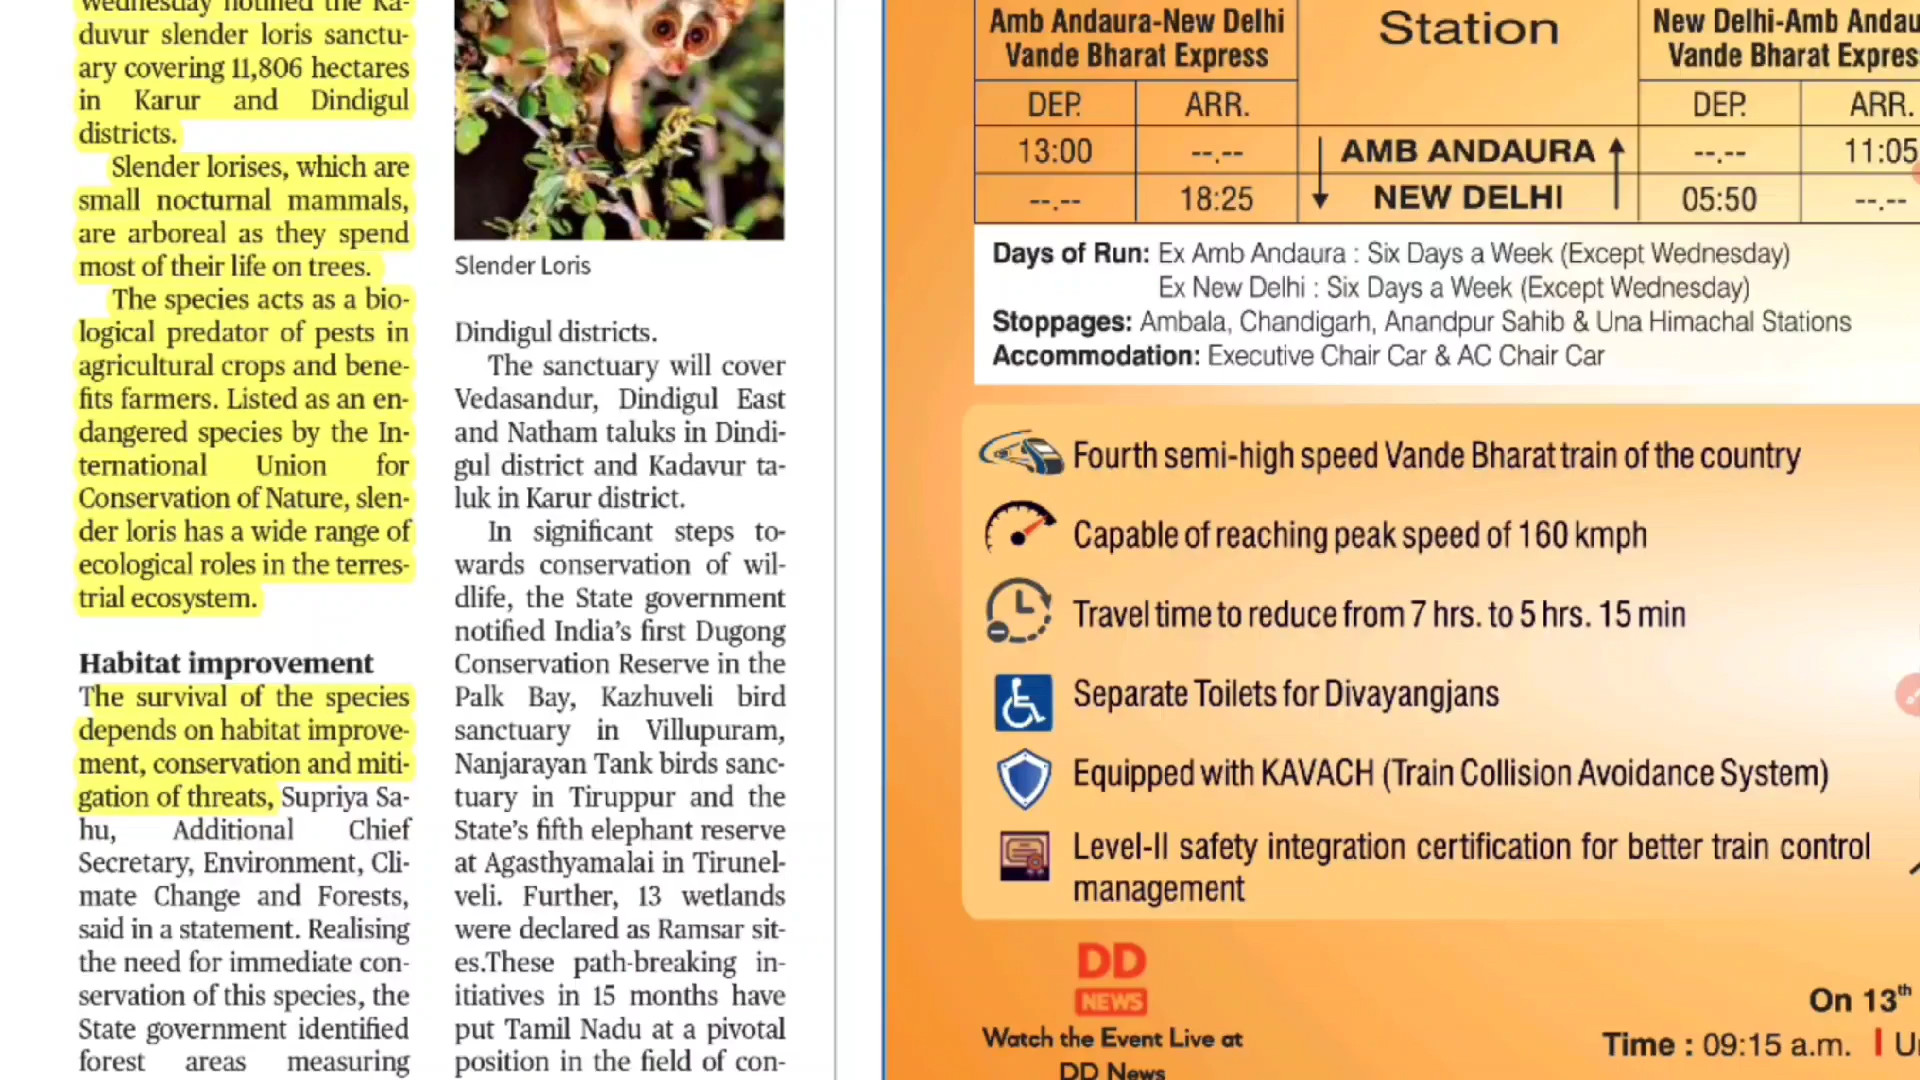 Wednesday notified the Ka-
duvur slender loris sanctu-
ary covering 11,806 hectares
in Karur and Dindigul
districts.
Slender lorises, which are
small nocturnal mammals,
are arboreal as they spend
most of their life on trees.
The species acts as a bio-
logical predator of pests in
agricultural crops and bene-
fits farmers. Listed as an en-
dangered species by the In-
ternational Union for
Conservation of Nature, slen-
der loris has a wide range of
ecological roles in the terres-
trial ecosystem.
Habitat improvement
The survival of the species
depends on habitat improve-
ment, conservation and miti-
gation of threats, Supriya Sa-
hu, Additional Chief
Secretary, Environment, Cli-
mate Change and Forests,
said in a statement. Realising
the need for immediate con-
servation of this species, the
State government identified
forest areas measuring
Slender Loris
Dindigul districts.
The sanctuary will cover
Vedasandur, Dindigul East
and Natham taluks in Dindi-
gul district and Kadavur ta-
luk in Karur district.
In significant steps to-
wards conservation of wil-
dlife, the State government
notified India's first Dugong
Conservation Reserve in the
Palk Bay, Kazhuveli bird
sanctuary in Villupuram,
Nanjarayan Tank birds sanc-
tuary in Tiruppur and the
State's fifth elephant reserve
at Agasthyamalai in Tirunel-
veli. Further, 13 wetlands
were declared as Ramsar sit-
es.These path-breaking in-
itiatives in 15 months have
put Tamil Nadu at a pivotal
position in the field of con-
Amb Andaura-New Delhi
Vande Bharat Express
Station
New Delhi-Amb Andau
Vande Bharat Expres
DEP. ARR. DEP. ARR.
13:00 --.-- AMB ANDAURA --.-- 11:05
--.-- 18:25 NEW DELHI 05:50 --.--
Days of Run: Ex Amb Andaura : Six Days a Week (Except Wednesday)
Ex New Delhi : Six Days a Week (Except Wednesday)
Stoppages: Ambala, Chandigarh, Anandpur Sahib & Una Himachal Stations
Accommodation: Executive Chair Car & AC Chair Car
Fourth semi-high speed Vande Bharat train of the country
Capable of reaching peak speed of 160 kmph
Travel time to reduce from 7 hrs. to 5 hrs. 15 min
Separate Toilets for Divayangjans
Equipped with KAVACH (Train Collision Avoidance System)
Level-II safety integration certification for better train control
management
DD
NEWS
Watch the Event Live at
DD News
On 13th
Time : 09:15 a.m. | U